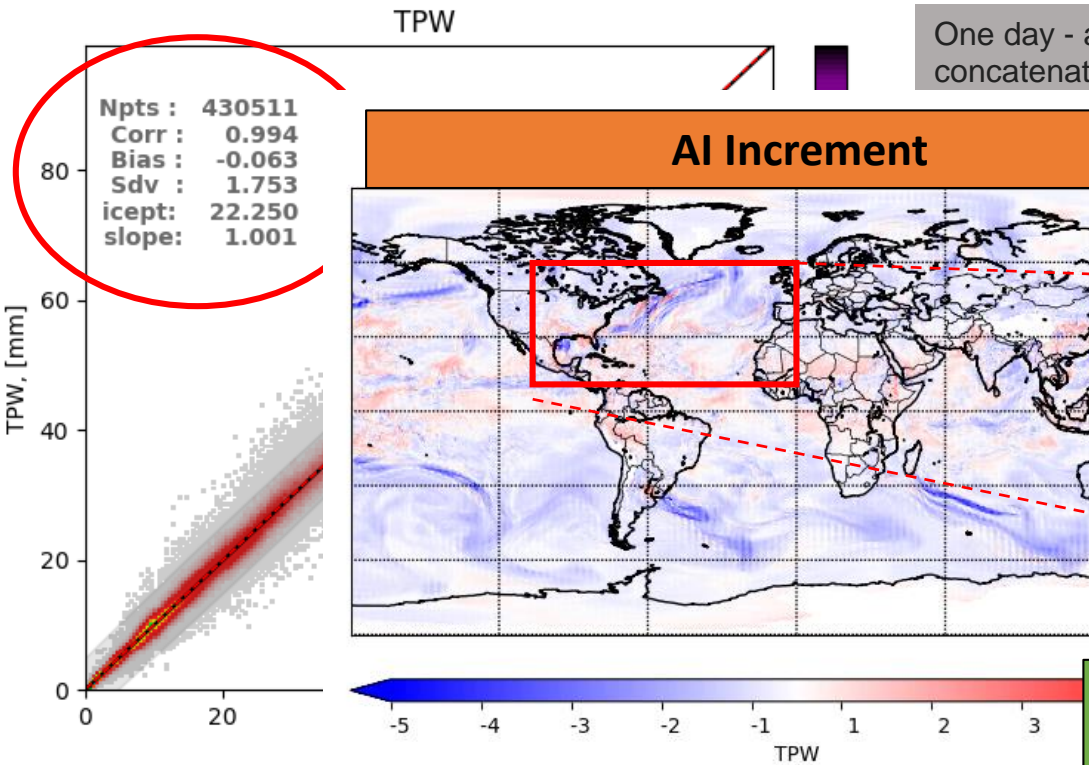 TPW
One day - a
concatenat
Npts : 430511
Corr : 0.994
Bias : -0.063
Sdv : 1.753
icept: 22.250
slope: 1.001
AI Increment
TPW, [mm]
80
60
40
20
0
0 20
-5 -4 -3 -2 -1 1 2 3
TPW